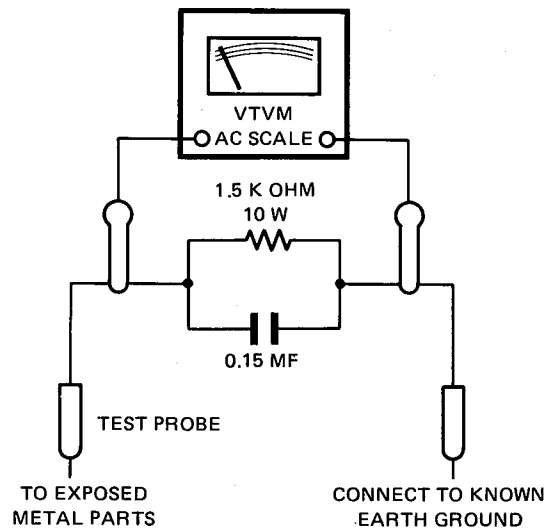 VTVM
AC SCALE
1.5 K OHM
10 W
0.15 MF
TEST PROBE
TO EXPOSED
METAL PARTS
CONNECT TO KNOWN
EARTH GROUND